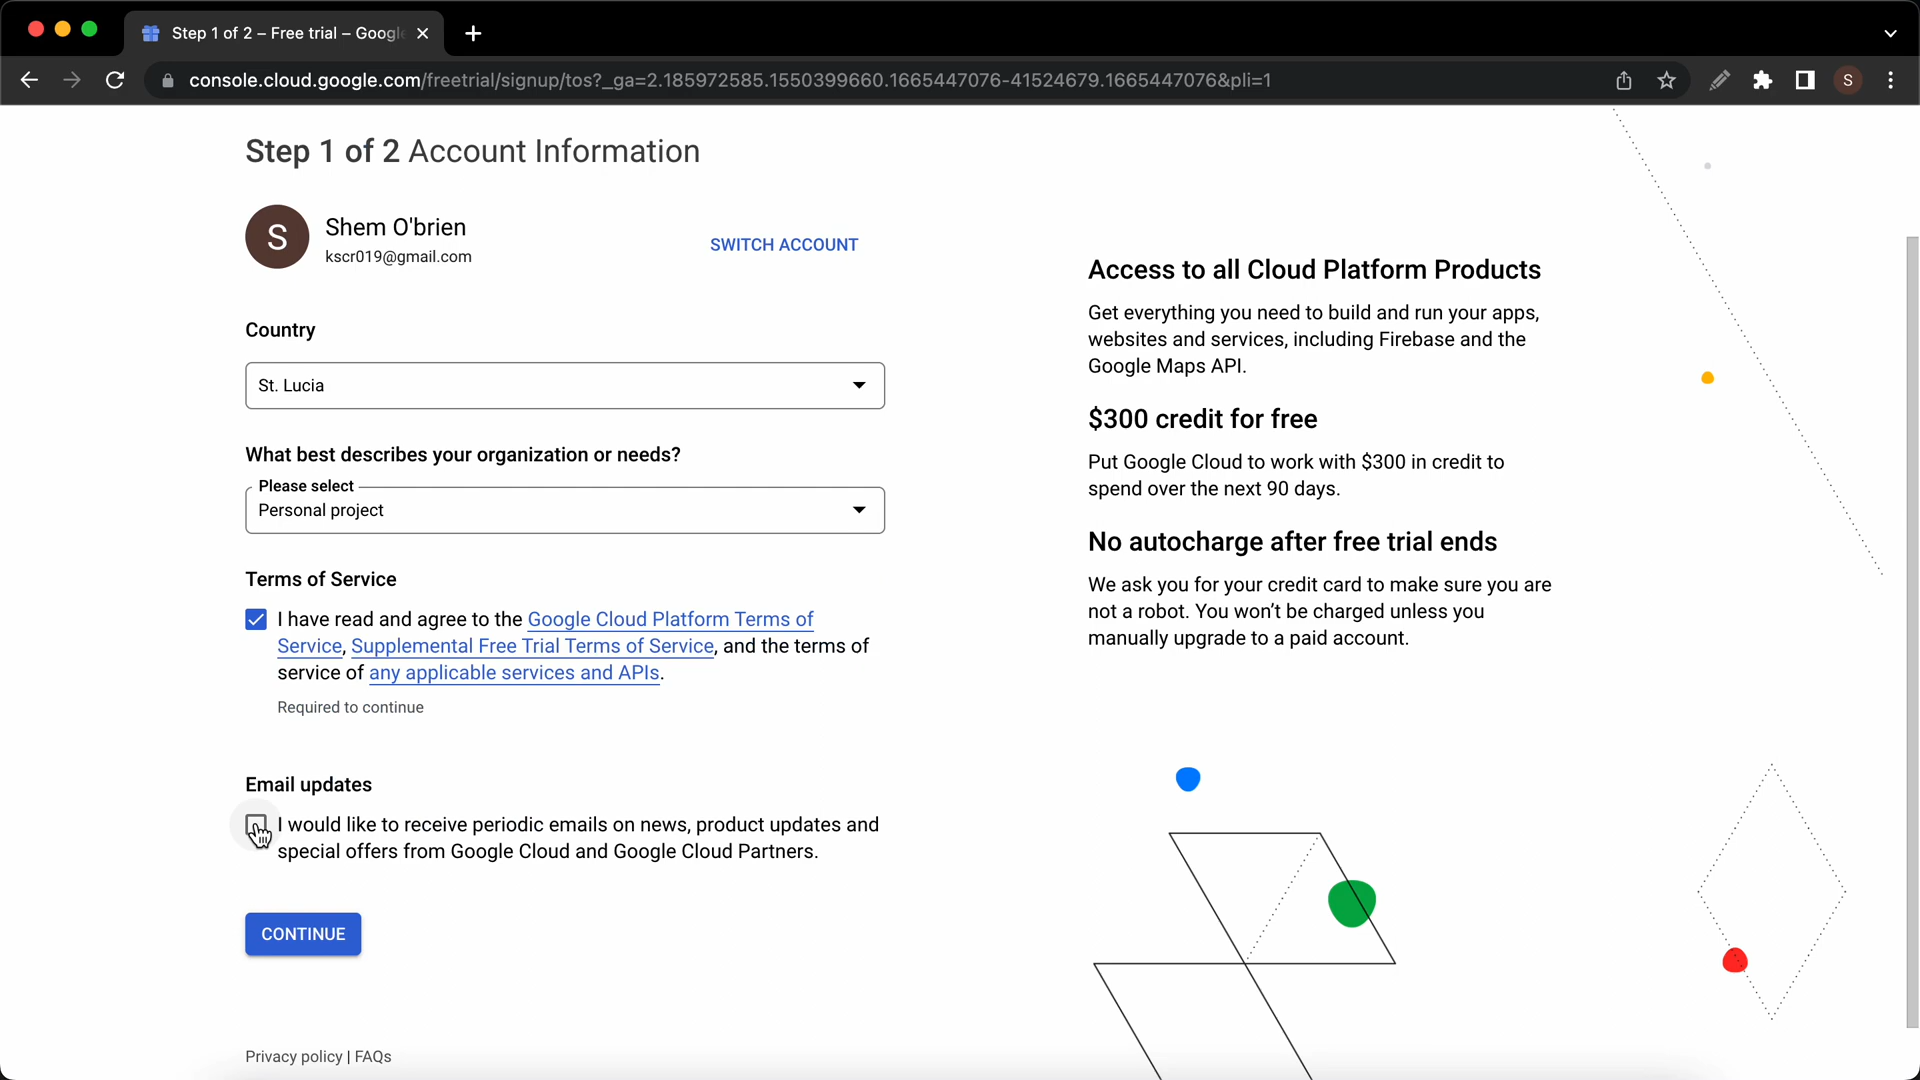 Step 1 of 2 – Free trial – Google
console.cloud.google.com/freetrial/signup/tos?_ga=2.185972585.1550399660.1665447076-41524679.1665447076&pli=1
S
Step 1 of 2 Account Information
S
Shem O'brien
kscr019@gmail.com
SWITCH ACCOUNT
Country
St. Lucia
What best describes your organization or needs?
Please select
Personal project
Terms of Service
I have read and agree to the Google Cloud Platform Terms of
Service, Supplemental Free Trial Terms of Service, and the terms of
service of any applicable services and APIs.
Required to continue
Email updates
I would like to receive periodic emails on news, product updates and
special offers from Google Cloud and Google Cloud Partners.
CONTINUE
Privacy policy | FAQs
Access to all Cloud Platform Products
Get everything you need to build and run your apps,
websites and services, including Firebase and the
Google Maps API.
$300 credit for free
Put Google Cloud to work with $300 in credit to
spend over the next 90 days.
No autocharge after free trial ends
We ask you for your credit card to make sure you are
not a robot. You won’t be charged unless you
manually upgrade to a paid account.